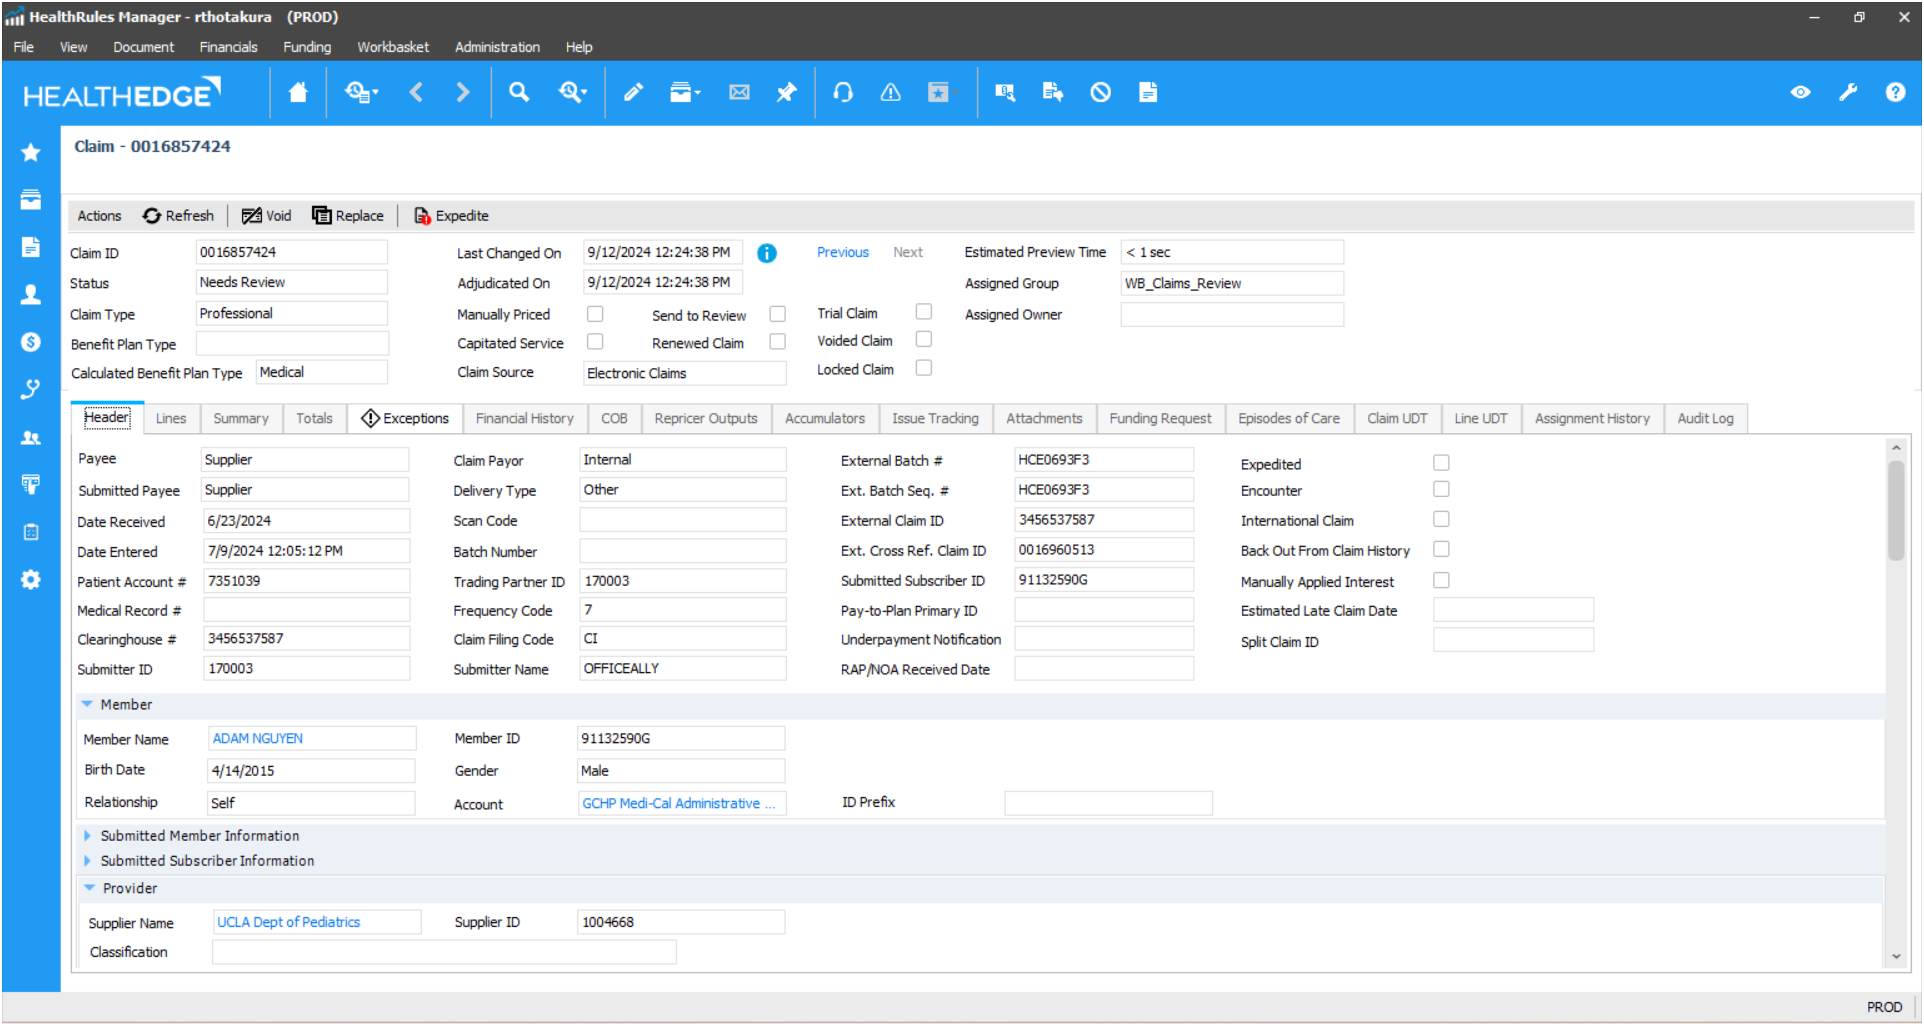 HealthRules Manager - rthotakura (PROD)
File View Document Financials Funding Workbasket Administration Help
HEALTHEDGE
Claim - 0016857424
Actions Refresh Void Replace Expedite
Claim ID 0016857424 Last Changed On 9/12/2024 12:24:38 PM Previous Next Estimated Preview Time < 1 sec
Status Needs Review Adjudicated On 9/12/2024 12:24:38 PM Assigned Group WB_Claims_Review
Claim Type Professional Manually Priced Send to Review Trial Claim Assigned Owner
Benefit Plan Type Capitated Service Renewed Claim Voided Claim
Calculated Benefit Plan Type Medical Claim Source Electronic Claims Locked Claim
Header Lines Summary Totals Exceptions Financial History COB Repricer Outputs Accumulators Issue Tracking Attachments Funding Request Episodes of Care Claim UDT Line UDT Assignment History Audit Log
Payee Supplier Claim Payor Internal External Batch # HCE0693F3 Expedited
Submitted Payee Supplier Delivery Type Other Ext. Batch Seq. # HCE0693F3 Encounter
Date Received 6/23/2024 Scan Code External Claim ID 3456537587 International Claim
Date Entered 7/9/2024 12:05:12 PM Batch Number Ext. Cross Ref. Claim ID 0016960513 Back Out From Claim History
Patient Account # 7351039 Trading Partner ID 170003 Submitted Subscriber ID 91132590G Manually Applied Interest
Medical Record # Frequency Code 7 Pay-to-Plan Primary ID Estimated Late Claim Date
Clearinghouse # 3456537587 Claim Filing Code CI Underpayment Notification Split Claim ID
Submitter ID 170003 Submitter Name OFFICEALLY RAP/NOA Received Date
Member
Member Name ADAM NGUYEN Member ID 91132590G
Birth Date 4/14/2015 Gender Male
Relationship Self Account GCHP Medi-Cal Administrative ... ID Prefix
Submitted Member Information
Submitted Subscriber Information
Provider
Supplier Name UCLA Dept of Pediatrics Supplier ID 1004668
Classification
PROD